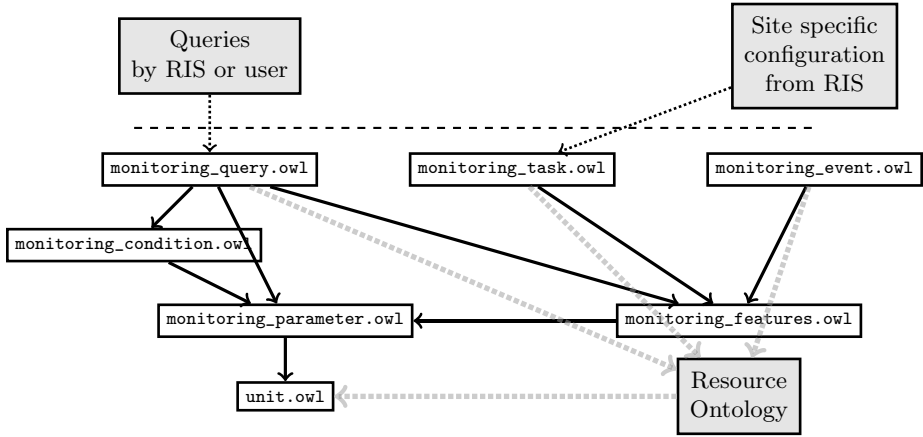 Queries
by RIS or user
Site specific
configuration
from RIS
monitoring_query.owl
monitoring_task.owl
monitoring_event.owl
monitoring_condition.owl
monitoring_parameter.owl
monitoring_features.owl
unit.owl
Resource
Ontology